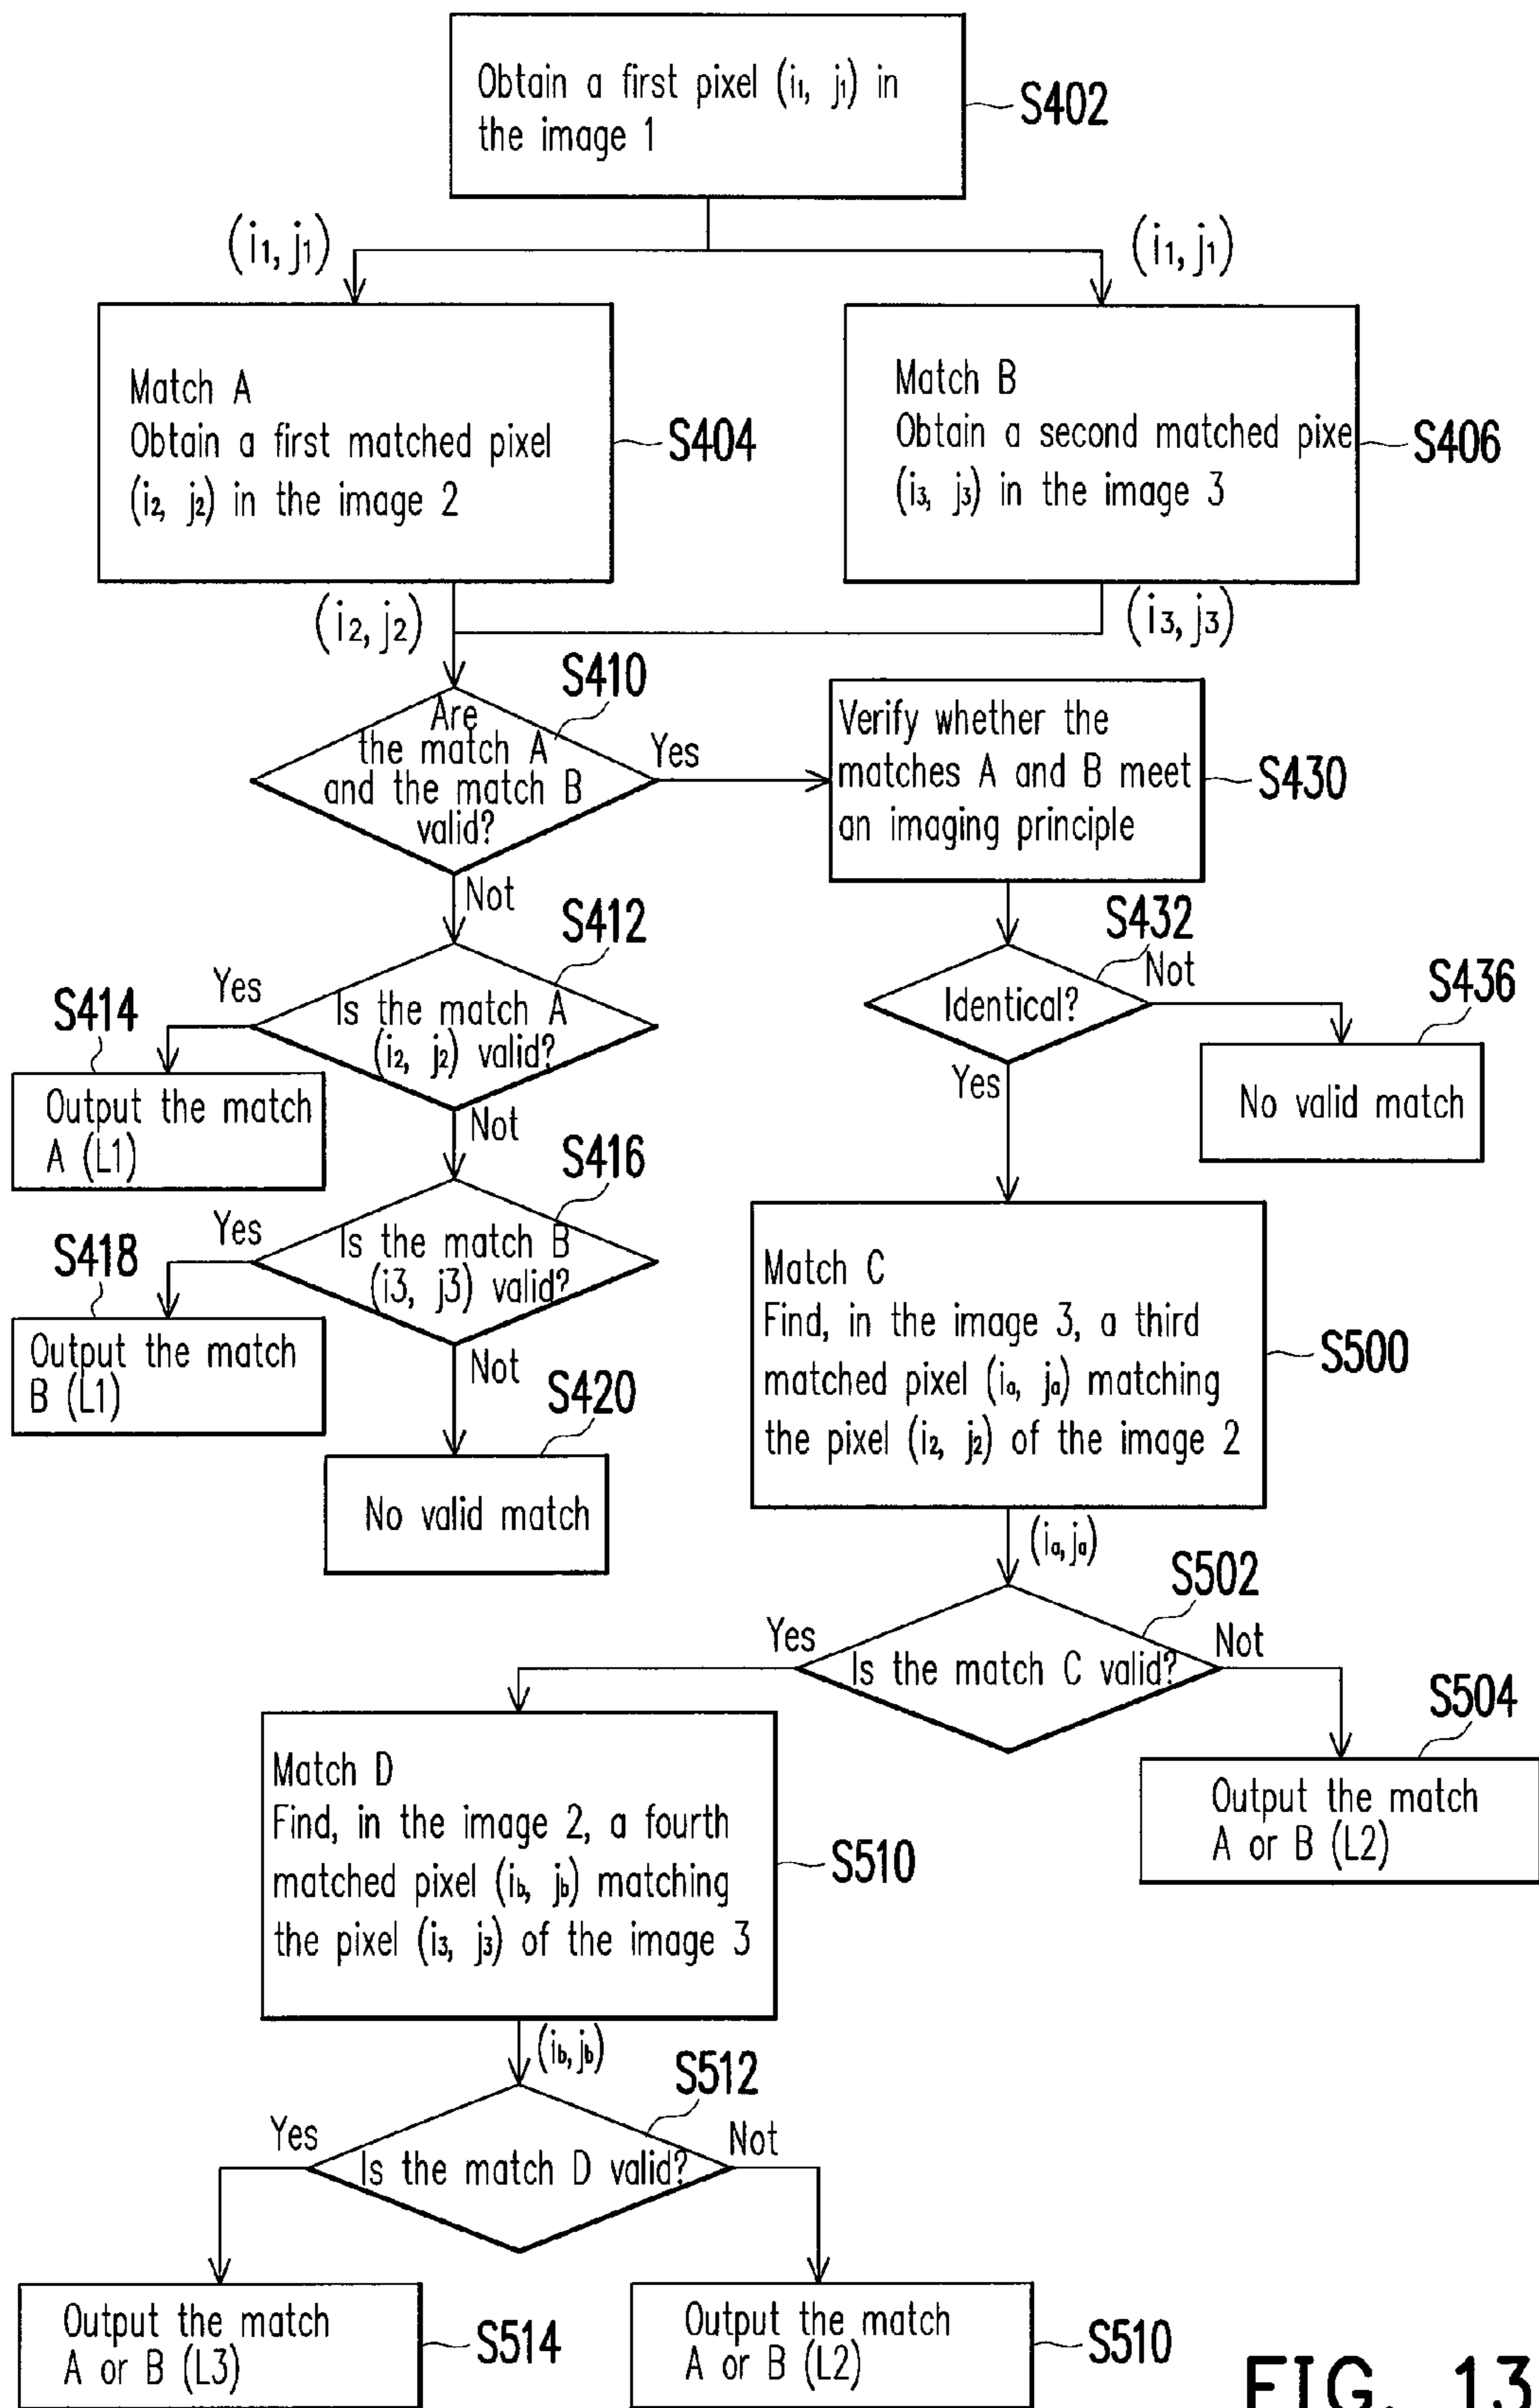 Obtain a first pixel (i1, j1) in
the image 1
S402
(i1, j1)
(i1, j1)
Match A
Obtain a first matched pixel
(i2, j2) in the image 2
S404
Match B
Obtain a second matched pixe
(i3, j3) in the image 3
S406
(i2, j2)
(i3, j3)
S410
Are
the match A
and the match B
valid?
Yes
Not
Verify whether the
matches A and B meet
an imaging principle
S430
S412
Is the match A
(i2, j2) valid?
Yes
Not
S414
Output the match
A (L1)
S432
Identical?
Not
Yes
S436
No valid match
S416
Is the match B
(i3, j3) valid?
Yes
Not
S418
Output the match
B (L1)
S420
No valid match
Match C
Find, in the image 3, a third
matched pixel (ia, ja) matching
the pixel (i2, j2) of the image 2
S500
(ia, ja)
S502
Is the match C valid?
Yes
Not
S504
Output the match
A or B (L2)
Match D
Find, in the image 2, a fourth
matched pixel (ib, jb) matching
the pixel (i3, j3) of the image 3
S510
(ib, jb)
S512
Is the match D valid?
Yes
Not
Output the match
A or B (L3)
S514
Output the match
A or B (L2)
S510
FIG. 13